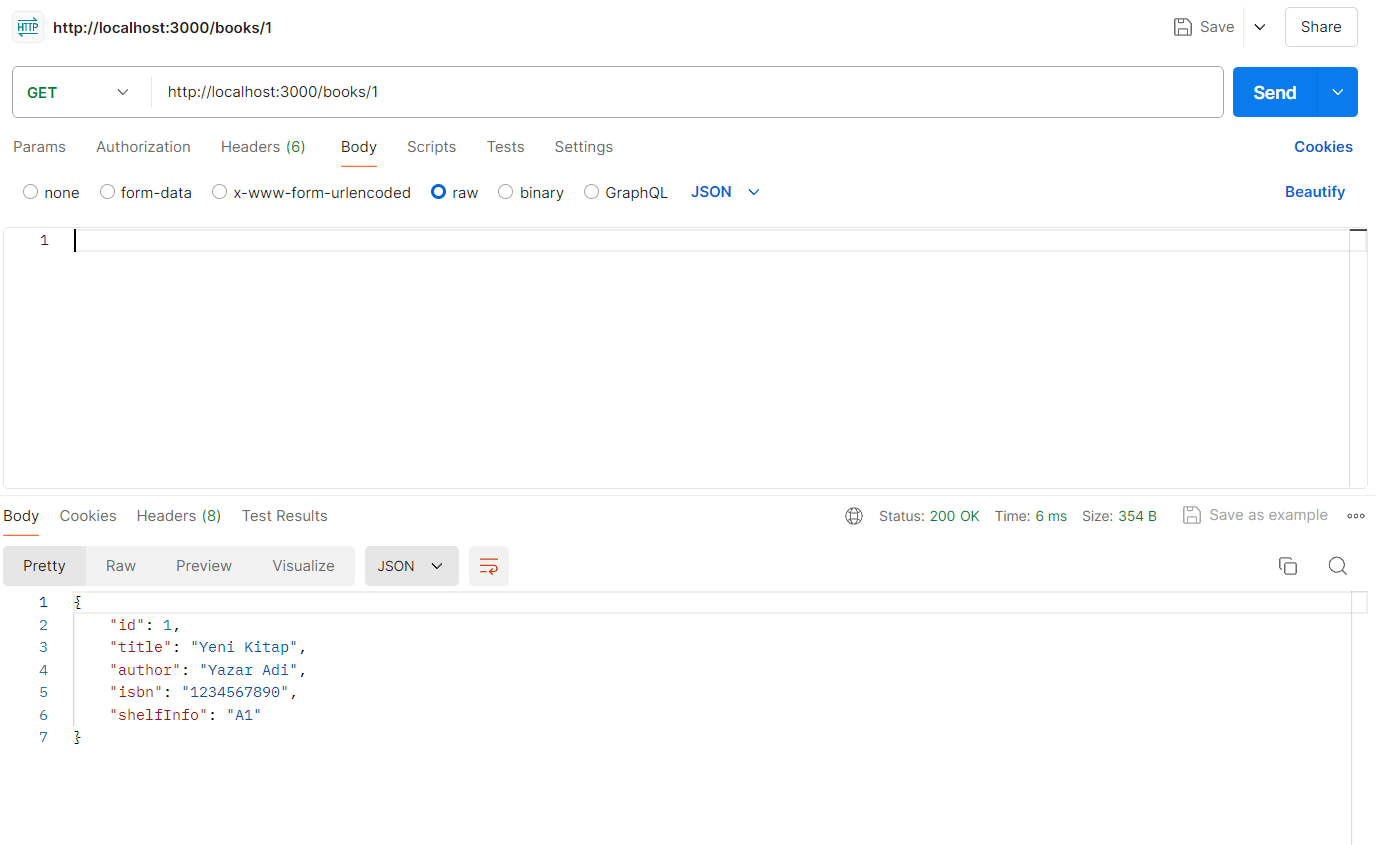 HTTP http://localhost:3000/books/1 Save Share
GET http://localhost:3000/books/1 Send
Params Authorization Headers (6) Body Scripts Tests Settings Cookies
none form-data x-www-form-urlencoded raw binary GraphQL JSON Beautify
1
Body Cookies Headers (8) Test Results Status: 200 OK Time: 6 ms Size: 354 B Save as example
Pretty Raw Preview Visualize JSON
1 {
2 "id": 1,
3 "title": "Yeni Kitap",
4 "author": "Yazar Adi",
5 "isbn": "1234567890",
6 "shelfInfo": "A1"
7 }